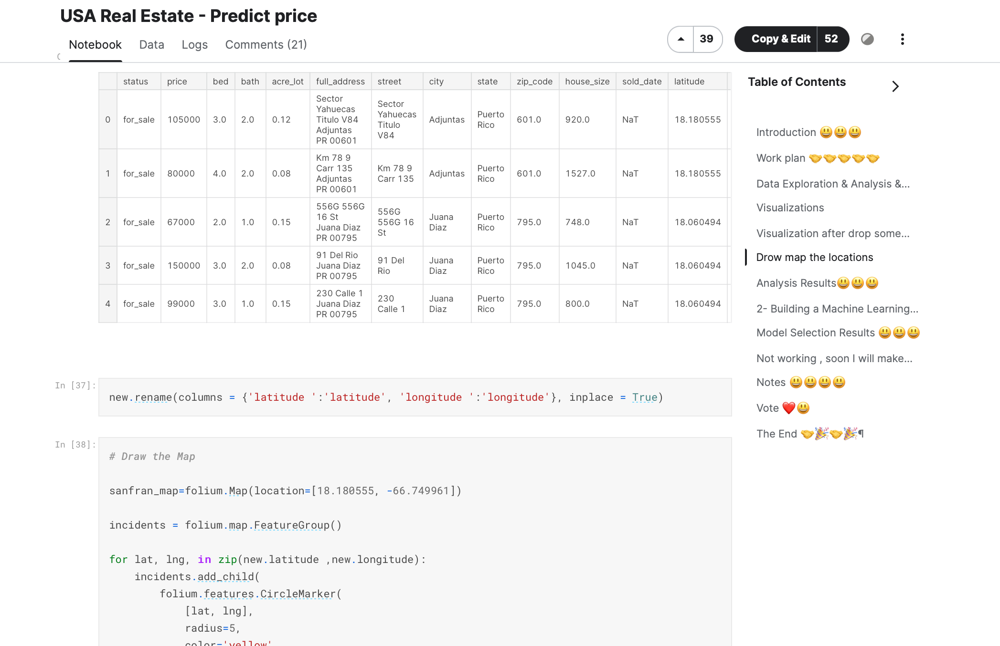 USA Real Estate - Predict price
Notebook Data Logs Comments (21)
39
Copy & Edit 52
status price bed bath acre_lot full_address street city state zip_code house_size sold_date latitude
0 for_sale 105000 3.0 2.0 0.12 Sector Yahuecas Titulo V84 Adjuntas PR 00601 Sector Yahuecas Titulo V84 Adjuntas Puerto Rico 601.0 920.0 NaT 18.180555
1 for_sale 80000 4.0 2.0 0.08 Km 78 9 Carr 135 Adjuntas PR 00601 Km 78 9 Carr 135 Adjuntas Puerto Rico 601.0 1527.0 NaT 18.180555
2 for_sale 67000 2.0 1.0 0.15 556G 556G 16 St Juana Diaz PR 00795 556G 556G 16 St Juana Diaz Puerto Rico 795.0 748.0 NaT 18.060494
3 for_sale 150000 3.0 2.0 0.08 91 Del Rio Juana Diaz PR 00795 91 Del Rio Juana Diaz Puerto Rico 795.0 1045.0 NaT 18.060494
4 for_sale 99000 3.0 1.0 0.15 230 Calle 1 Juana Diaz PR 00795 230 Calle 1 Juana Diaz Puerto Rico 795.0 800.0 NaT 18.060494
In [37]:
new.rename(columns = {'latitude ':'latitude', 'longitude ':'longitude'}, inplace = True)
In [38]:
# Draw the Map
sanfran_map=folium.Map(location=[18.180555, -66.749961])
incidents = folium.map.FeatureGroup()
for lat, lng, in zip(new.latitude ,new.longitude):
incidents.add_child(
folium.features.CircleMarker(
[lat, lng],
radius=5,
color='yellow'
Table of Contents
Introduction 😃😃😃
Work plan 🤝🤝🤝🤝🤝
Data Exploration & Analysis &...
Visualizations
Visualization after drop some...
Drow map the locations
Analysis Results😃😃😃
2- Building a Machine Learning...
Model Selection Results 😃😃😃
Not working , soon I will make...
Notes 😃😃😃😃
Vote ❤️😃
The End 🤝🎉🤝🎉¶